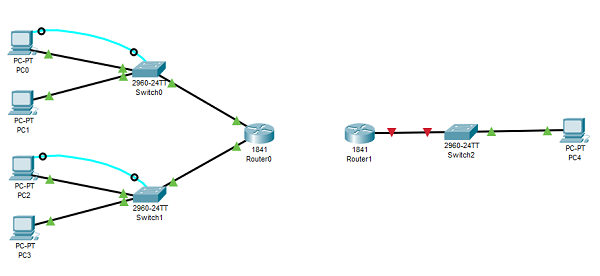 PC-PT
PC0
2960-24TT
Switch0
PC-PT
PC1
1841
Router0
1841
Router1
2960-24TT
Switch2
PC-PT
PC4
PC-PT
PC2
2960-24TT
Switch1
PC-PT
PC3